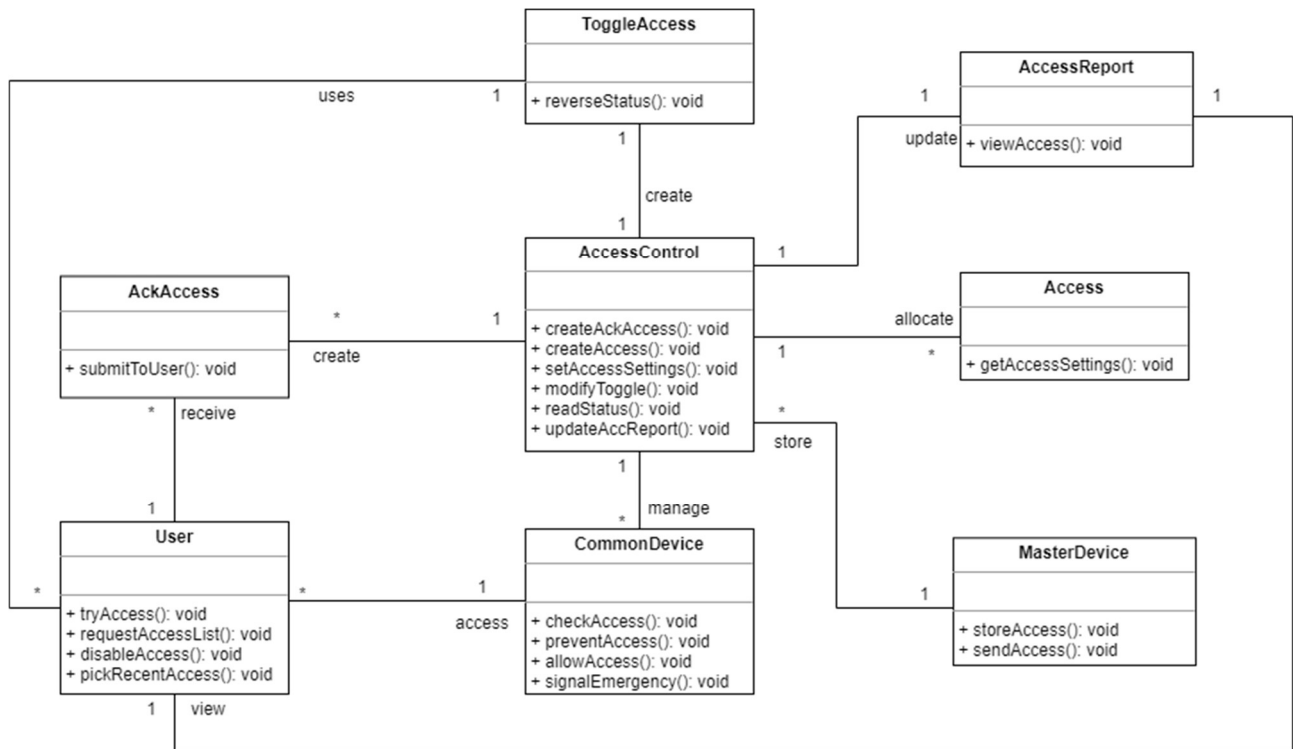 ToggleAccess
+ reverseStatus(): void
uses
1
1
create
1
AccessReport
+ viewAccess(): void
1
1
update
AccessControl
+ createAckAccess(): void
+ createAccess(): void
+ setAccessSettings(): void
+ modifyToggle(): void
+ readStatus(): void
+ updateAccReport(): void
1
AckAccess
+ submitToUser(): void
*
1
create
Access
+ getAccessSettings(): void
allocate
1
*
*
store
1
*
receive
1
1
manage
*
User
+ tryAccess(): void
+ requestAccessList(): void
+ disableAccess(): void
+ pickRecentAccess(): void
*
*
1
access
CommonDevice
+ checkAccess(): void
+ preventAccess(): void
+ allowAccess(): void
+ signalEmergency(): void
MasterDevice
+ storeAccess(): void
+ sendAccess(): void
1
view